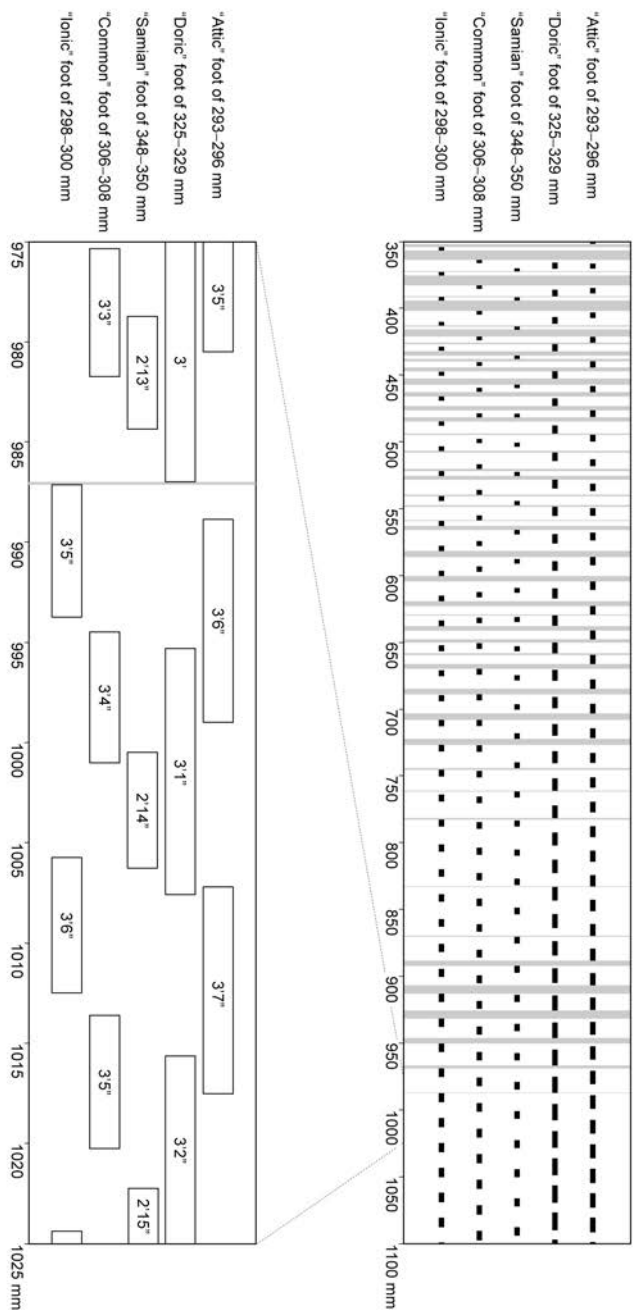 "Attic" foot of 293–296 mm
"Doric" foot of 325–329 mm
"Samian" foot of 348–350 mm
"Common" foot of 306–308 mm
"Ionic" foot of 298–300 mm
350 400 450 500 550 600 650 700 750 800 850 900 950 1000 1050 1100 mm
"Attic" foot of 293–296 mm 3'5" 3'6" 3'7"
"Doric" foot of 325–329 mm 3' 3'1" 3'2"
"Samian" foot of 348–350 mm 2'13" 2'14" 2'15"
"Common" foot of 306–308 mm 3'3" 3'4" 3'5"
"Ionic" foot of 298–300 mm 3'5" 3'6"
975 980 985 990 995 1000 1005 1010 1015 1020 1025 mm